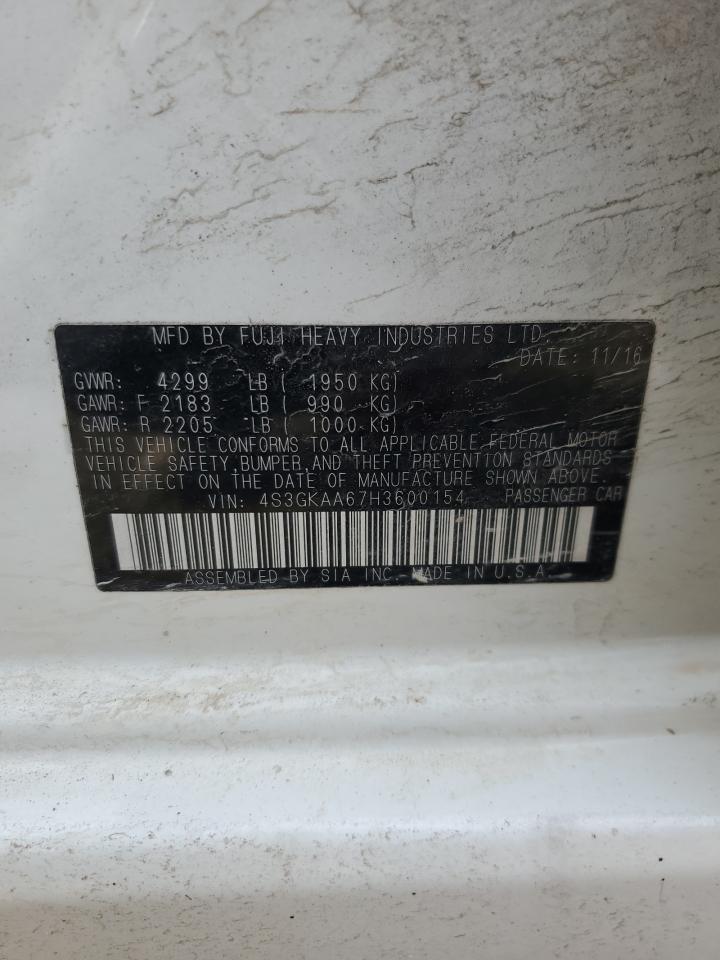 MFD BY FUJI HEAVY INDUSTRIES LTD.
DATE: 11/16
GVWR: 4299 LB ( 1950 KG)
GAWR: F 2183 LB ( 990 KG)
GAWR: R 2205 LB ( 1000 KG)
THIS VEHICLE CONFORMS TO ALL APPLICABLE FEDERAL MOTOR
VEHICLE SAFETY, BUMPER, AND THEFT PREVENTION STANDARDS
IN EFFECT ON THE DATE OF MANUFACTURE SHOWN ABOVE.
VIN: 4S3GKAA67H3600154 PASSENGER CAR
ASSEMBLED BY SIA INC. MADE IN U.S.A.